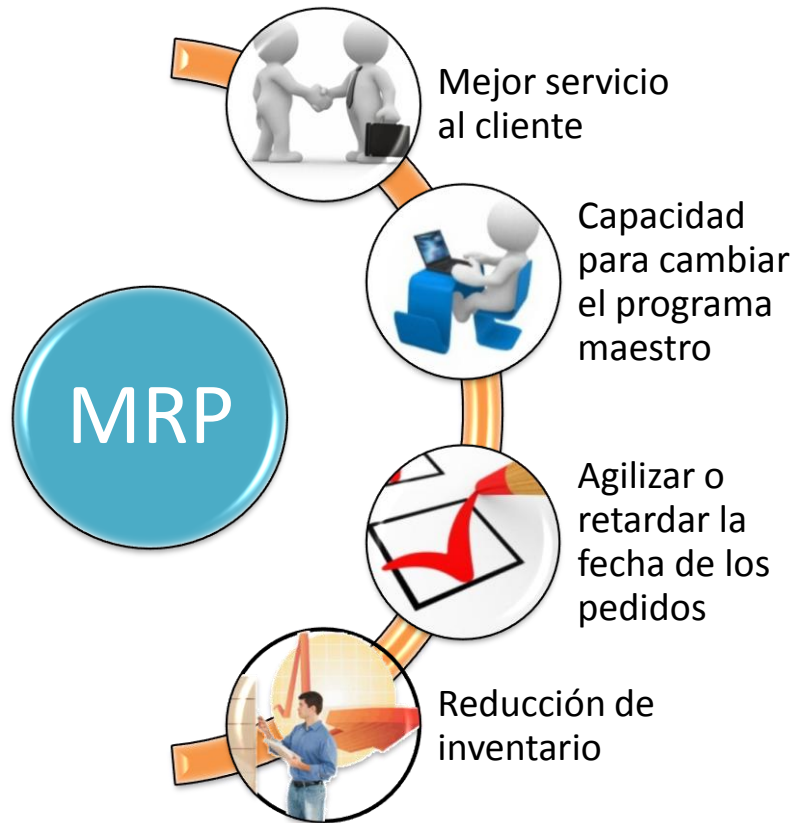 Mejor servicio
al cliente
Capacidad
para cambiar
el programa
maestro
MRP
Agilizar o
retardar la
fecha de los
pedidos
Reducción de
inventario